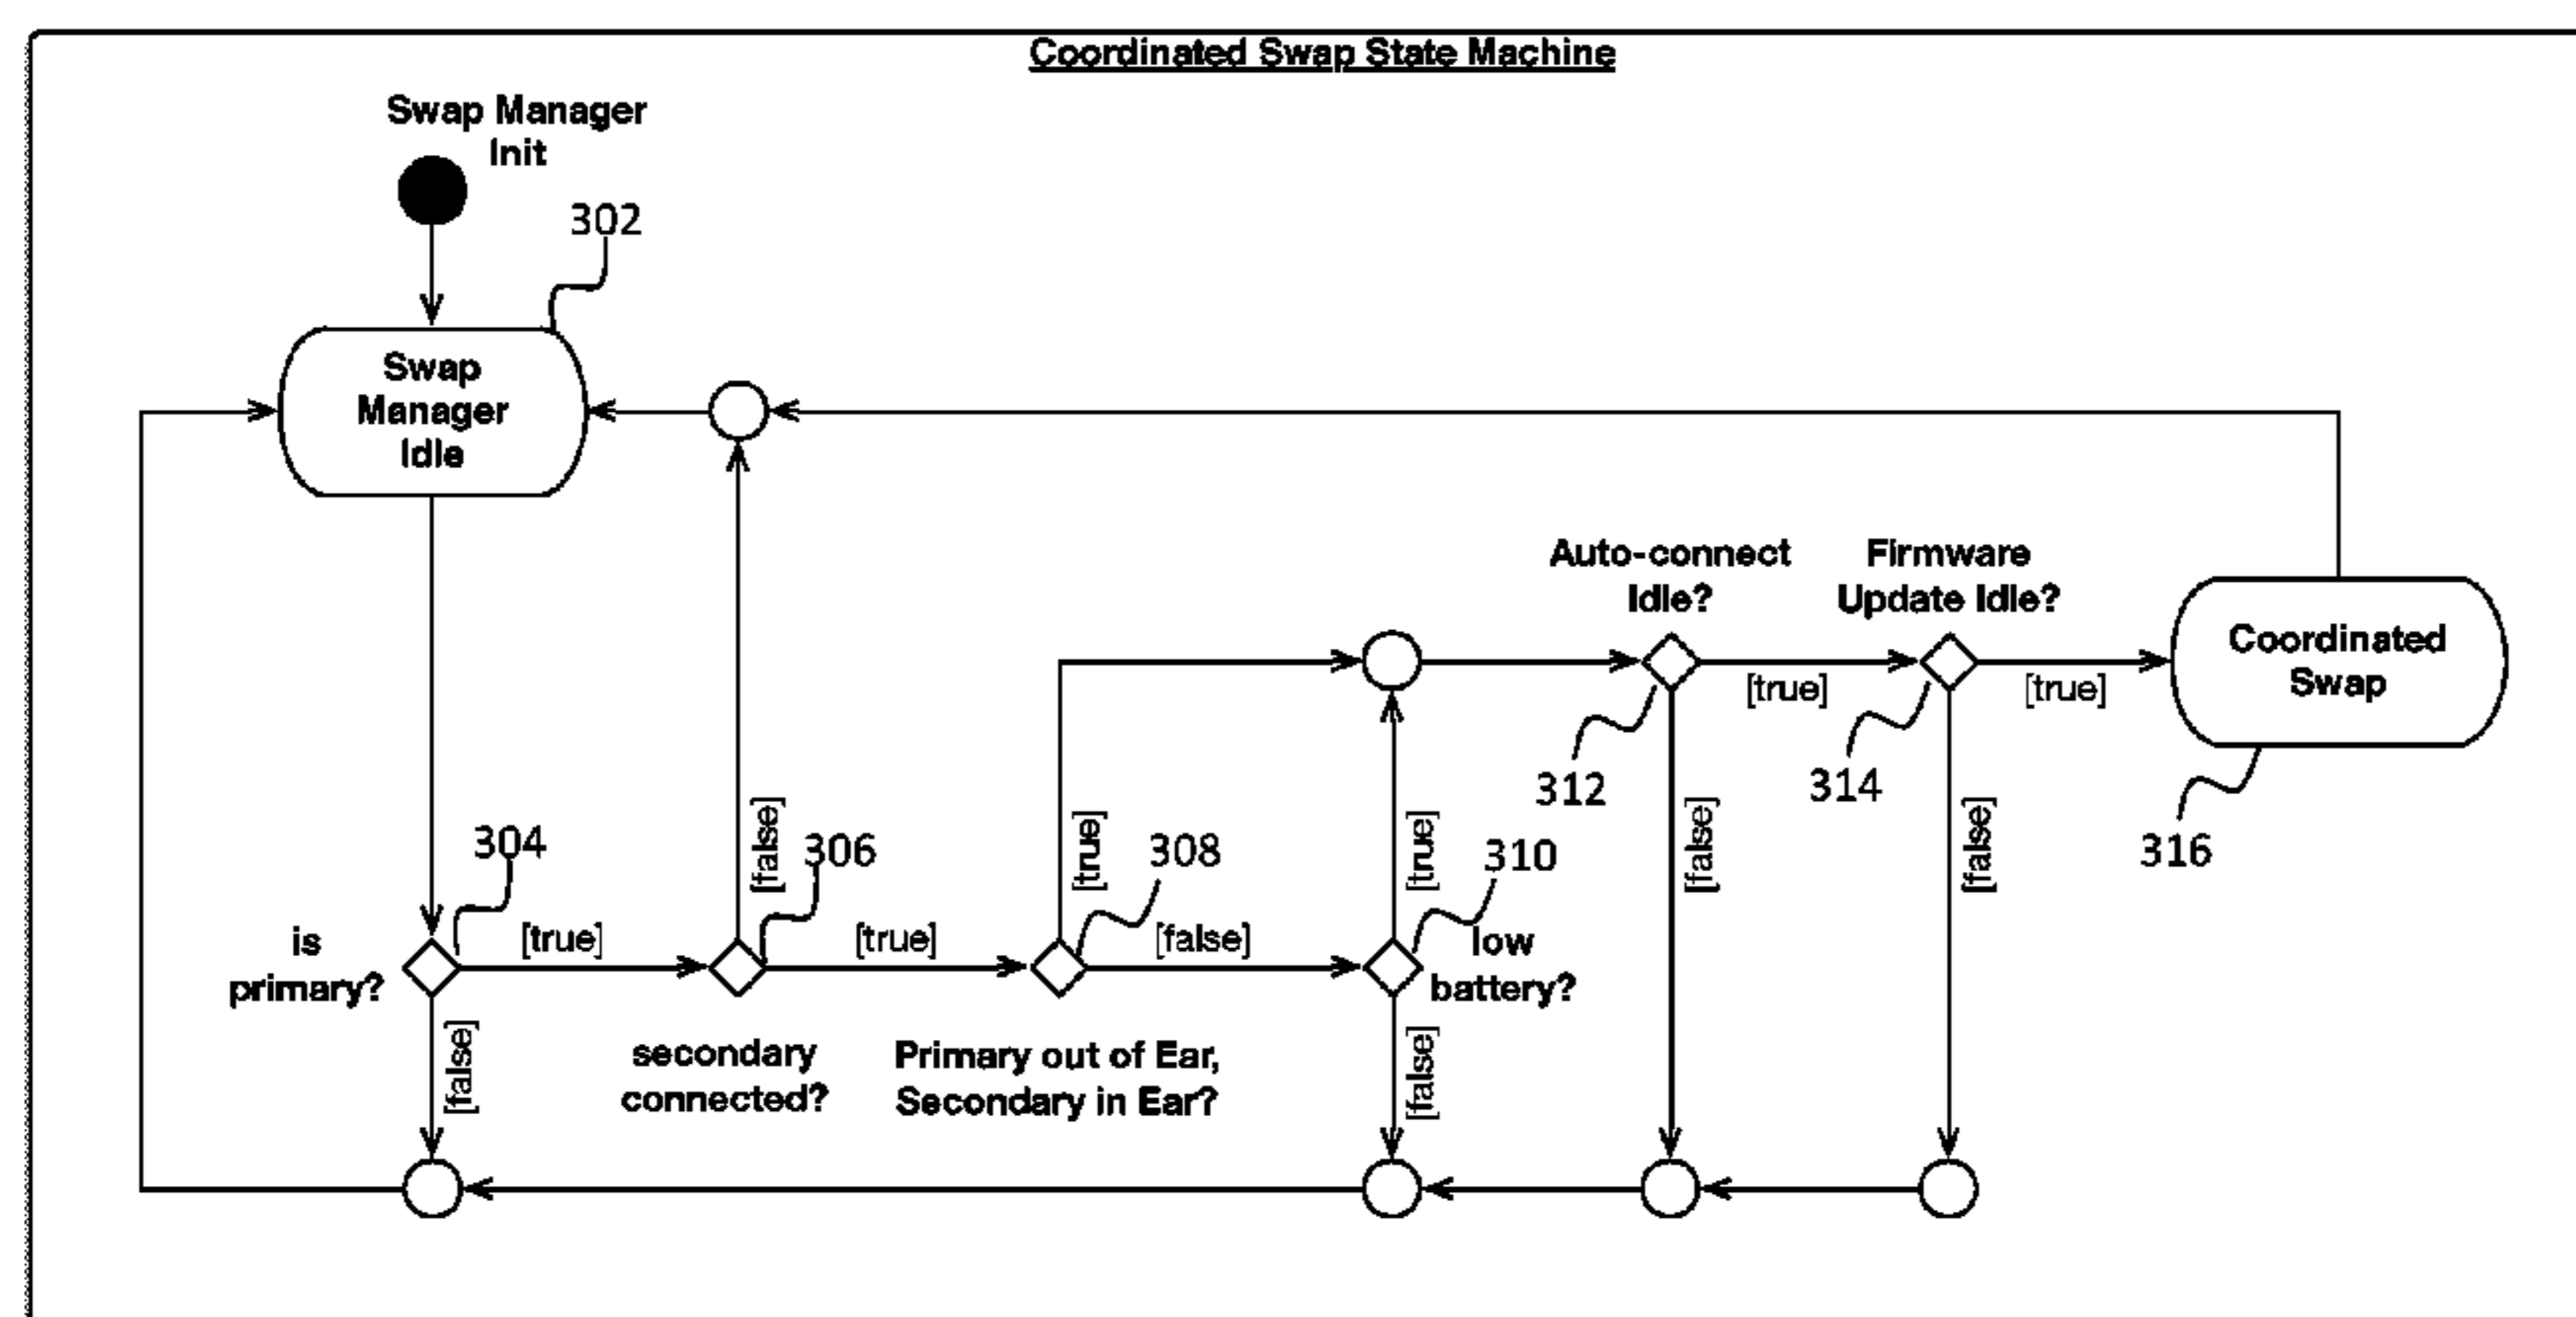 Coordinated Swap State Machine
Swap Manager
Init
302
Swap
Manager
Idle
Auto-connect
Idle?
Firmware
Update Idle?
Coordinated
Swap
[true]
[true]
312
314
316
[false]
[true]
[true]
[false]
[false]
304
306
308
310
is
primary?
[true]
[true]
[false]
low
battery?
[false]
secondary
connected?
Primary out of Ear,
Secondary in Ear?
[false]